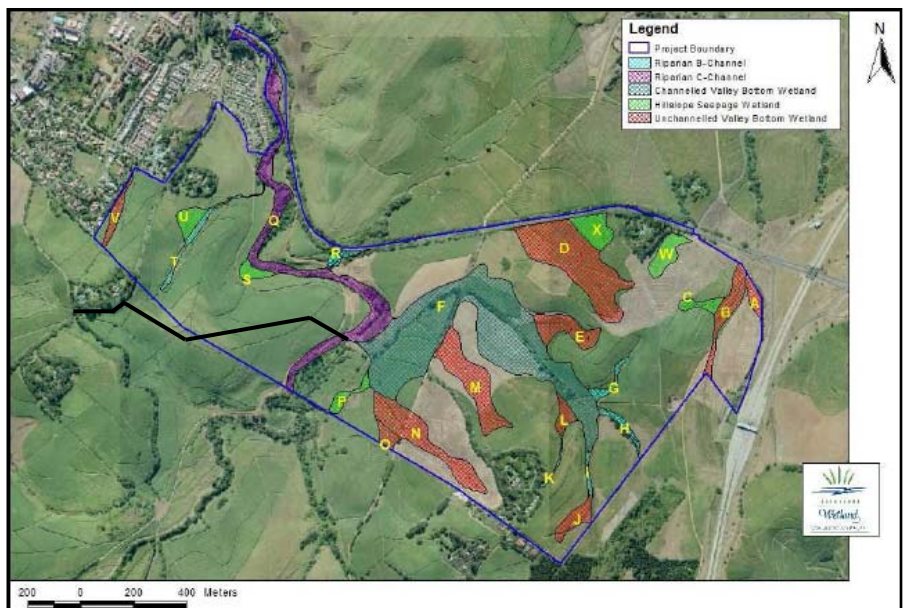 Legend
Project Boundary
Riparian B-Channel
Riparian C-Channel
Channelled Valley Bottom Wetland
Hillslope Seepage Wetland
Unchannelled Valley Bottom Wetland
N
V
U
T
Q
S
R
D
X
W
C
B
A
F
E
G
H
P
M
L
N
O
K
I
J
Wetland
200 0 200 400 Meters